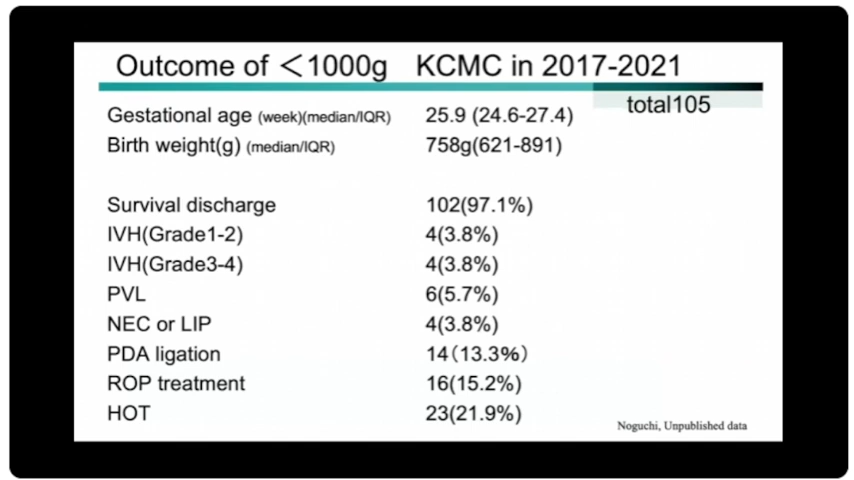 Outcome of ＜1000g KCMC in 2017-2021
total105
Gestational age (week)(median/IQR) 25.9 (24.6-27.4)
Birth weight(g) (median/IQR) 758g(621-891)
Survival discharge 102(97.1%)
IVH(Grade1-2) 4(3.8%)
IVH(Grade3-4) 4(3.8%)
PVL 6(5.7%)
NEC or LIP 4(3.8%)
PDA ligation 14（13.3%）
ROP treatment 16(15.2%)
HOT 23(21.9%)
Noguchi, Unpublished data